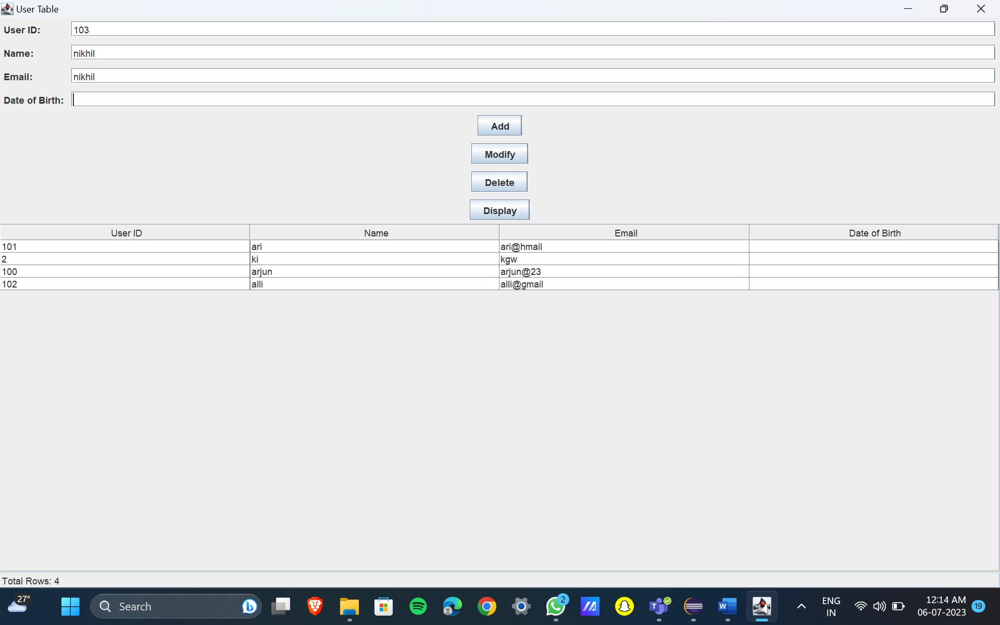 User Table
User ID: 103
Name: nikhil
Email: nikhil
Date of Birth:
Add
Modify
Delete
Display
User ID Name Email Date of Birth
101 ari ari@hmail
2 ki kgw
100 arjun arjun@23
102 alli alli@gmail
Total Rows: 4
27° Search 2 W ENG IN 12:14 AM 06-07-2023 19